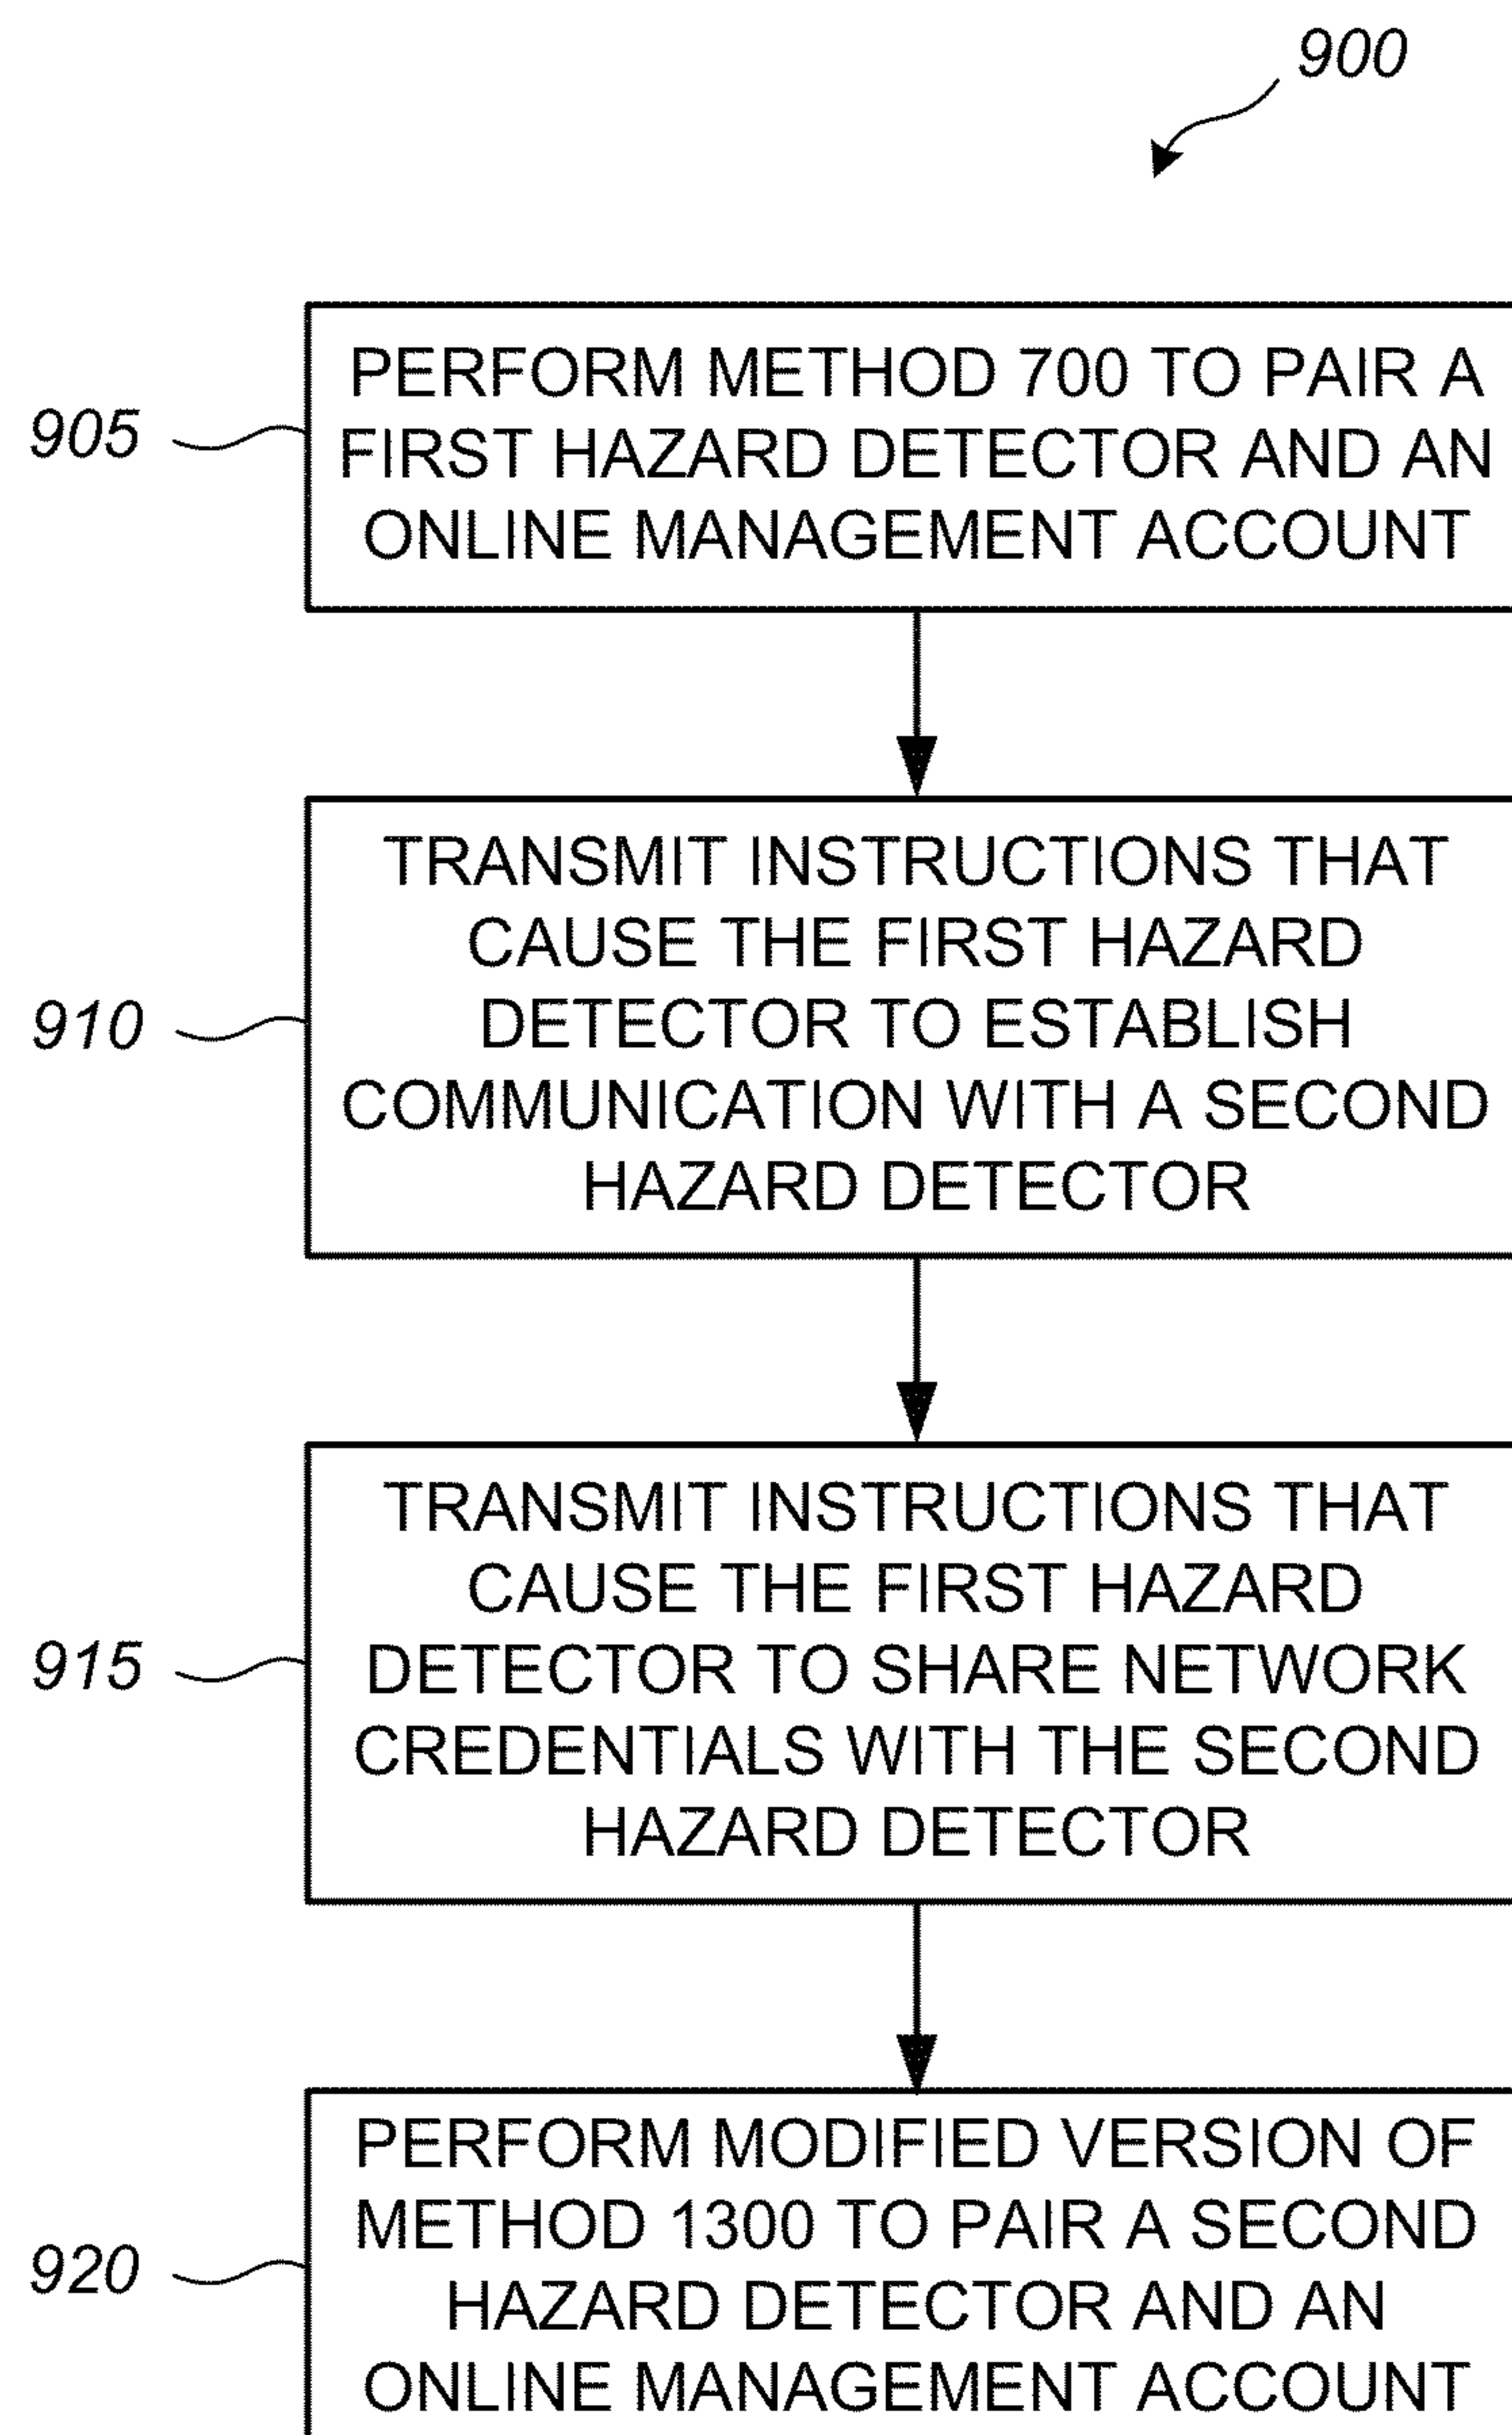 900
905
PERFORM METHOD 700 TO PAIR A
FIRST HAZARD DETECTOR AND AN
ONLINE MANAGEMENT ACCOUNT
910
TRANSMIT INSTRUCTIONS THAT
CAUSE THE FIRST HAZARD
DETECTOR TO ESTABLISH
COMMUNICATION WITH A SECOND
HAZARD DETECTOR
915
TRANSMIT INSTRUCTIONS THAT
CAUSE THE FIRST HAZARD
DETECTOR TO SHARE NETWORK
CREDENTIALS WITH THE SECOND
HAZARD DETECTOR
920
PERFORM MODIFIED VERSION OF
METHOD 1300 TO PAIR A SECOND
HAZARD DETECTOR AND AN
ONLINE MANAGEMENT ACCOUNT